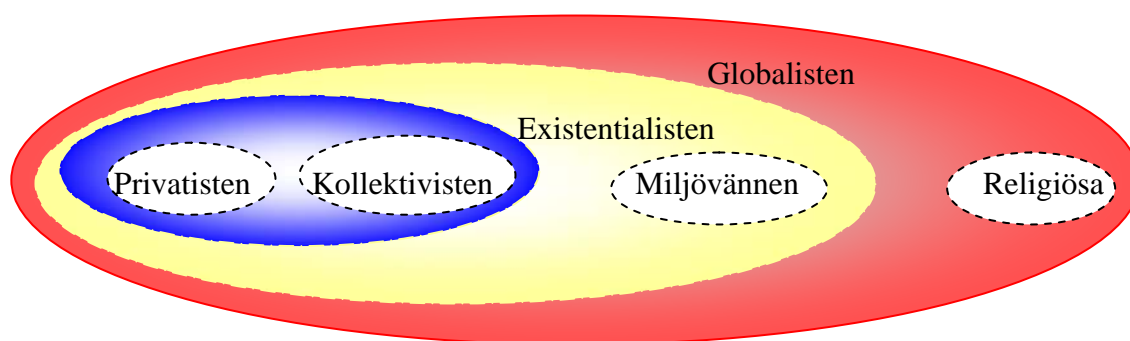 Globalisten
Existentialisten
Privatisten Kollektivisten Miljövännen Religiösa